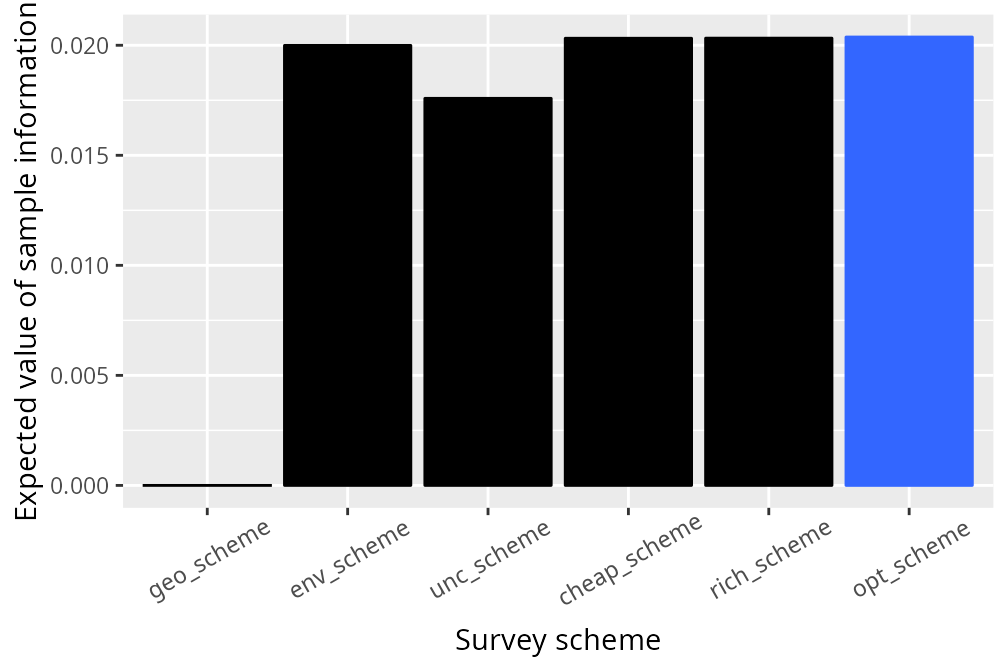 Expected value of sample information
0.020
0.015
0.010
0.005
0.000
geo_scheme
env_scheme
unc_scheme
cheap_scheme
rich_scheme
opt_scheme
Survey scheme